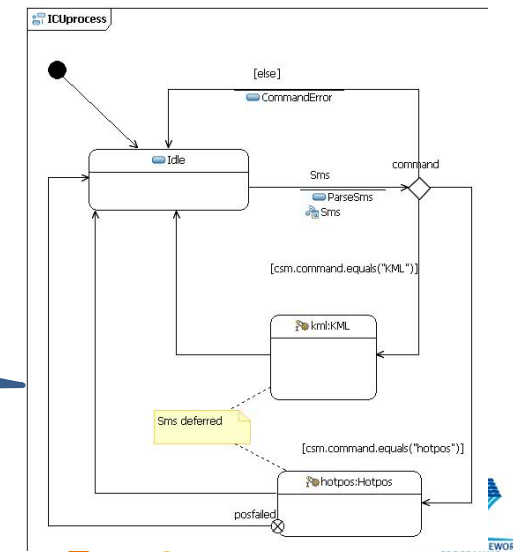 ICUprocess
[else]
CommandError
Idle
Sms
command
ParseSms
Sms
[csm.command.equals("KML")]
kml:KML
Sms deferred
[csm.command.equals("hotpos")]
hotpos:Hotpos
posfailed
EWOR